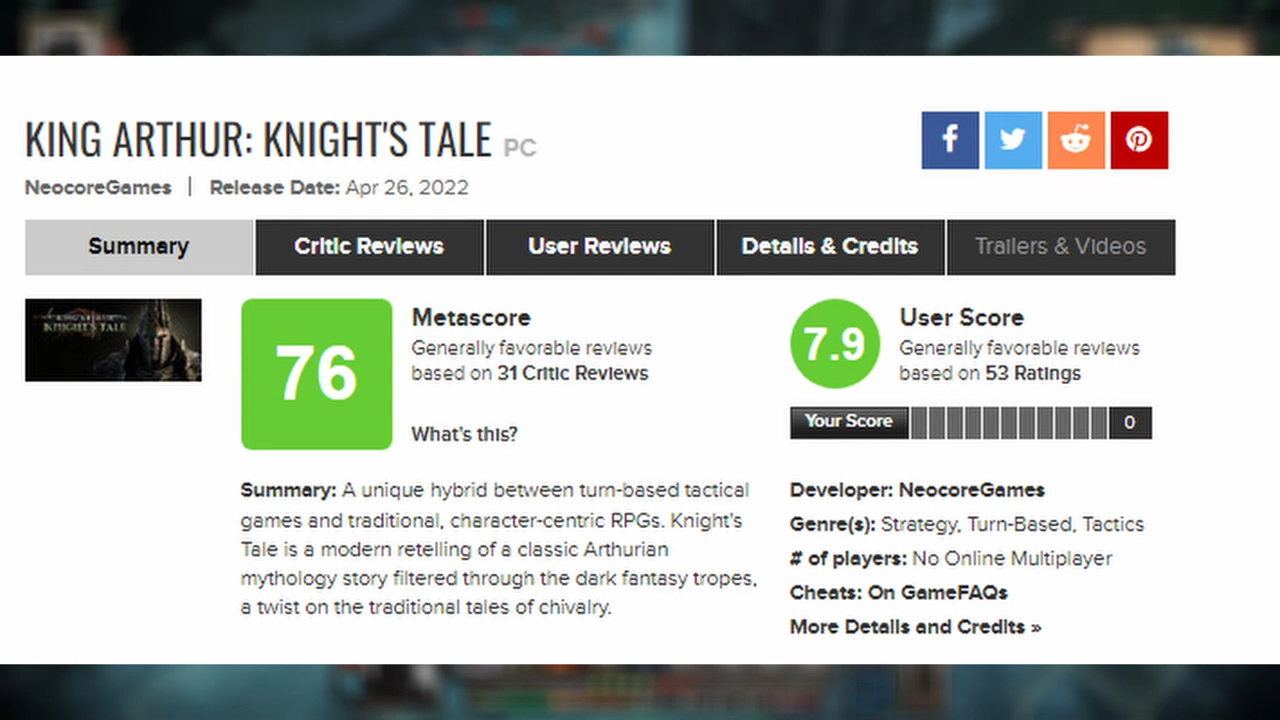 KING ARTHUR: KNIGHT'S TALE PC
NeocoreGames | Release Date: Apr 26, 2022
Summary
Critic Reviews
User Reviews
Details & Credits
Trailers & Videos
KING ARTHUR:
KNIGHT'S TALE
76
Metascore
Generally favorable reviews
based on 31 Critic Reviews
What's this?
7.9
User Score
Generally favorable reviews
based on 53 Ratings
Your Score
0
Summary: A unique hybrid between turn-based tactical
games and traditional, character-centric RPGs. Knight's
Tale is a modern retelling of a classic Arthurian
mythology story filtered through the dark fantasy tropes,
a twist on the traditional tales of chivalry.
Developer: NeocoreGames
Genre(s): Strategy, Turn-Based, Tactics
# of players: No Online Multiplayer
Cheats: On GameFAQs
More Details and Credits »